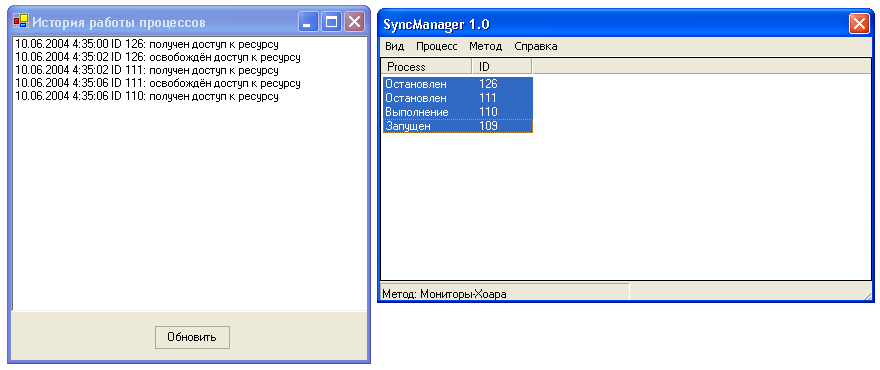 История работы процессов
10.06.2004 4:35:00 ID 126: получен доступ к ресурсу
10.06.2004 4:35:02 ID 126: освобождён доступ к ресурсу
10.06.2004 4:35:02 ID 111: получен доступ к ресурсу
10.06.2004 4:35:06 ID 111: освобождён доступ к ресурсу
10.06.2004 4:35:06 ID 110: получен доступ к ресурсу
Обновить
SyncManager 1.0
Вид Процесс Метод Справка
Process ID
Остановлен 126
Остановлен 111
Выполнение 110
Запущен 109
Метод: Мониторы-Хоара